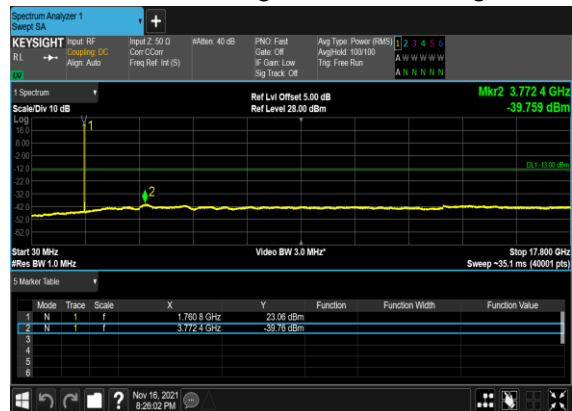 Spectrum Analyzer 1
Swept SA
+
KEYSIGHT Input: RF Input Z: 50 Ω #Atten: 40 dB PNO: Fast Avg Type: Power (RMS) 1 2 3 4 5 6
RL Coupling: DC Corr CCorr Gate: Off Avg|Hold: 100/100 A W W W W W
Align: Auto Freq Ref: Int (S) IF Gain: Low Trig: Free Run
LW Sig Track: Off A N N N N N
1 Spectrum Ref Lvl Offset 5.00 dB Mkr2 3.772 4 GHz
Scale/Div 10 dB Ref Level 28.00 dBm -39.759 dBm
Log
1
18.0
8.00
-2.00
-12.0 DL1 -13.00 dBm
-22.0
-32.0 2
-42.0
-52.0
-62.0
Start 30 MHz Video BW 3.0 MHz* Stop 17.800 GHz
#Res BW 1.0 MHz Sweep ~35.1 ms (40001 pts)
5 Marker Table
Mode Trace Scale X Y Function Function Width Function Value
1 N 1 f 1.760 8 GHz 23.06 dBm
2 N 1 f 3.772 4 GHz -39.76 dBm
3
4
5
6
? Nov 16, 2021
8:26:02 PM